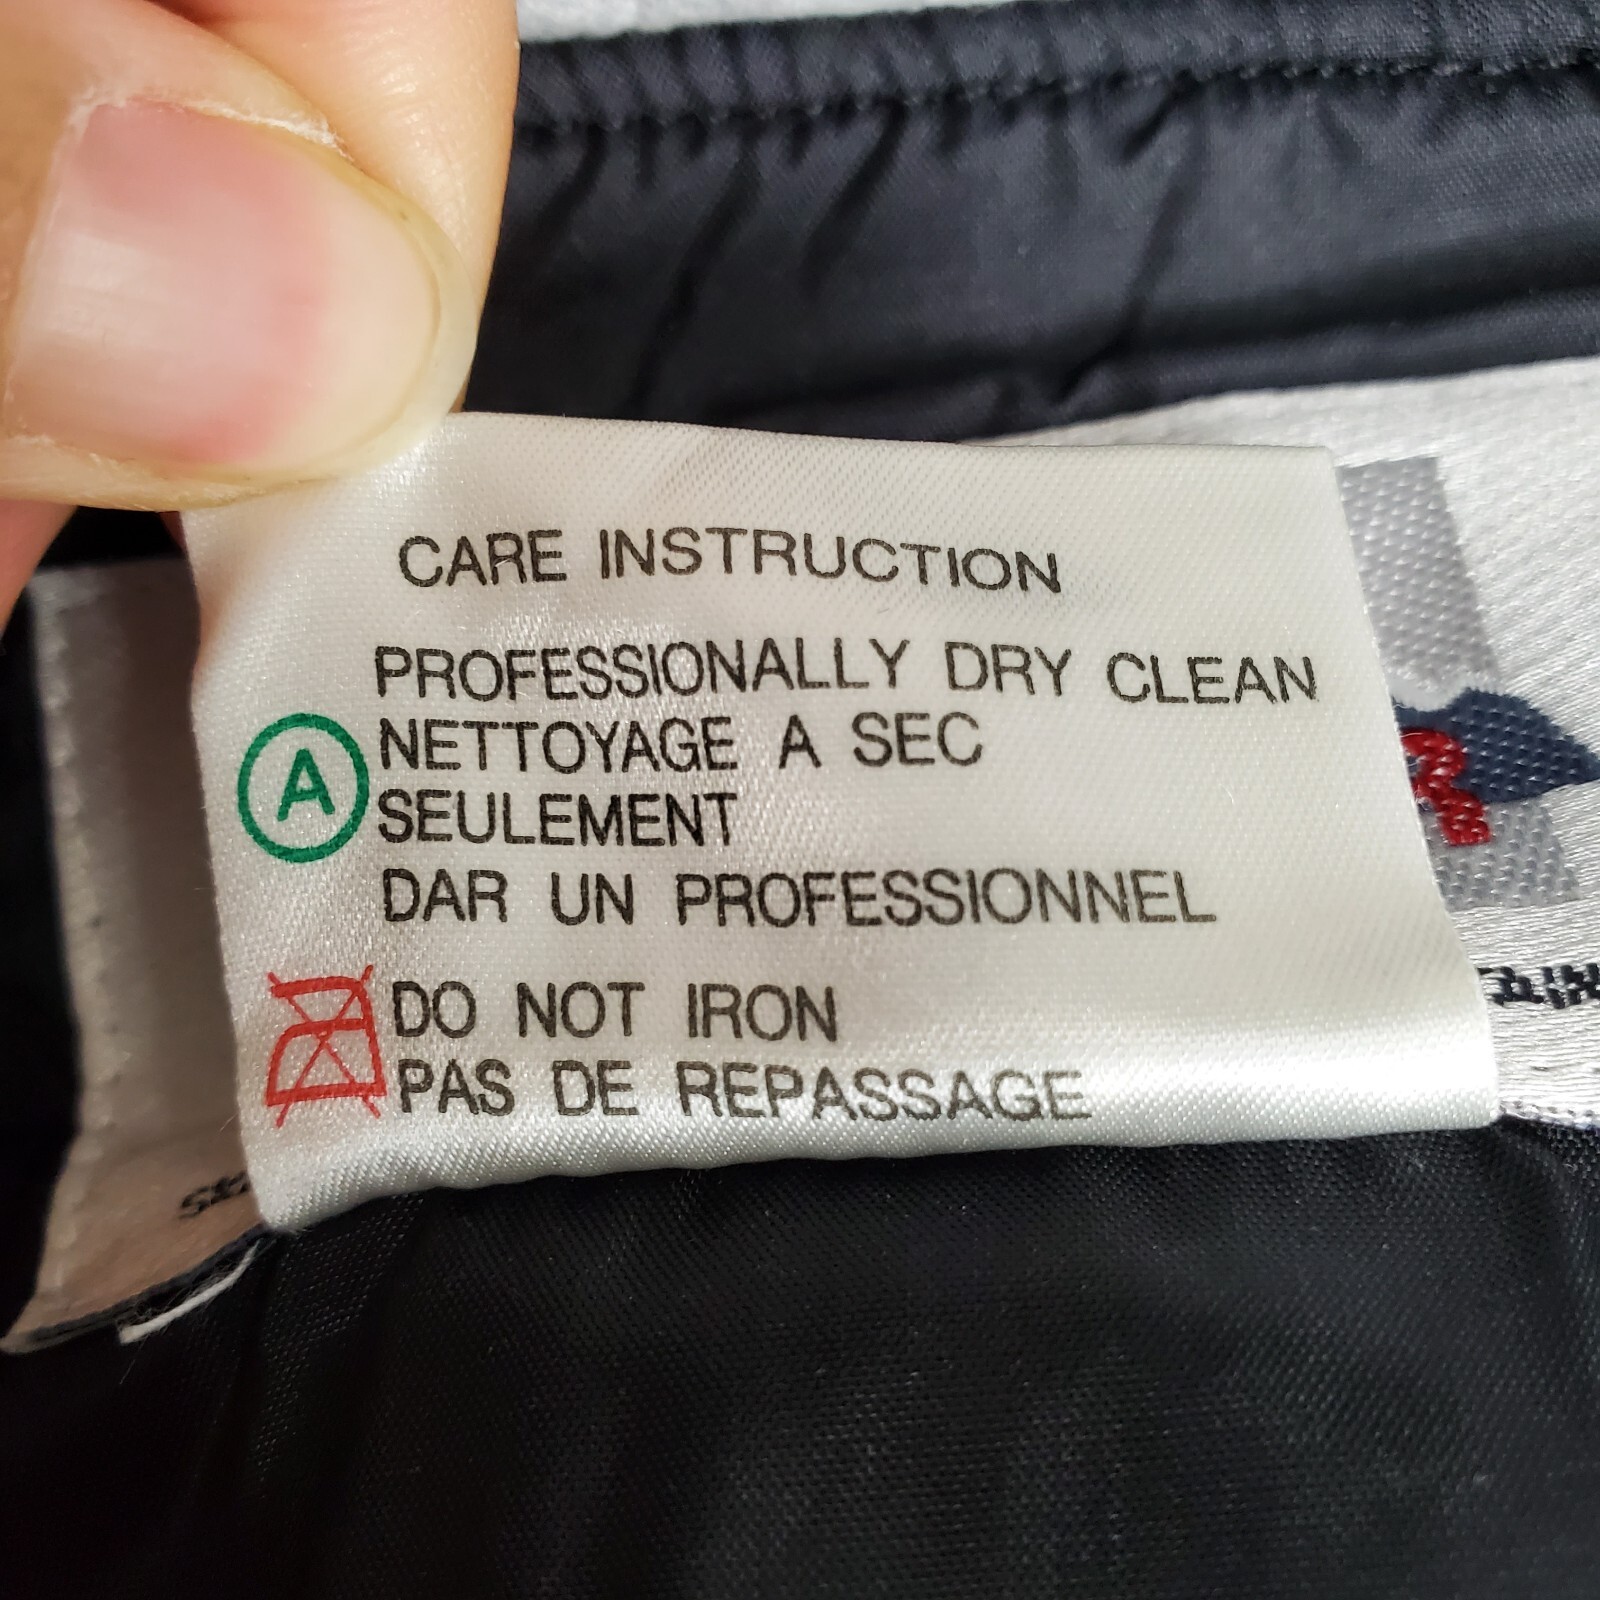 CARE INSTRUCTION
PROFESSIONALLY DRY CLEAN
A
NETTOYAGE A SEC
SEULEMENT
DAR UN PROFESSIONNEL
DO NOT IRON
PAS DE REPASSAGE